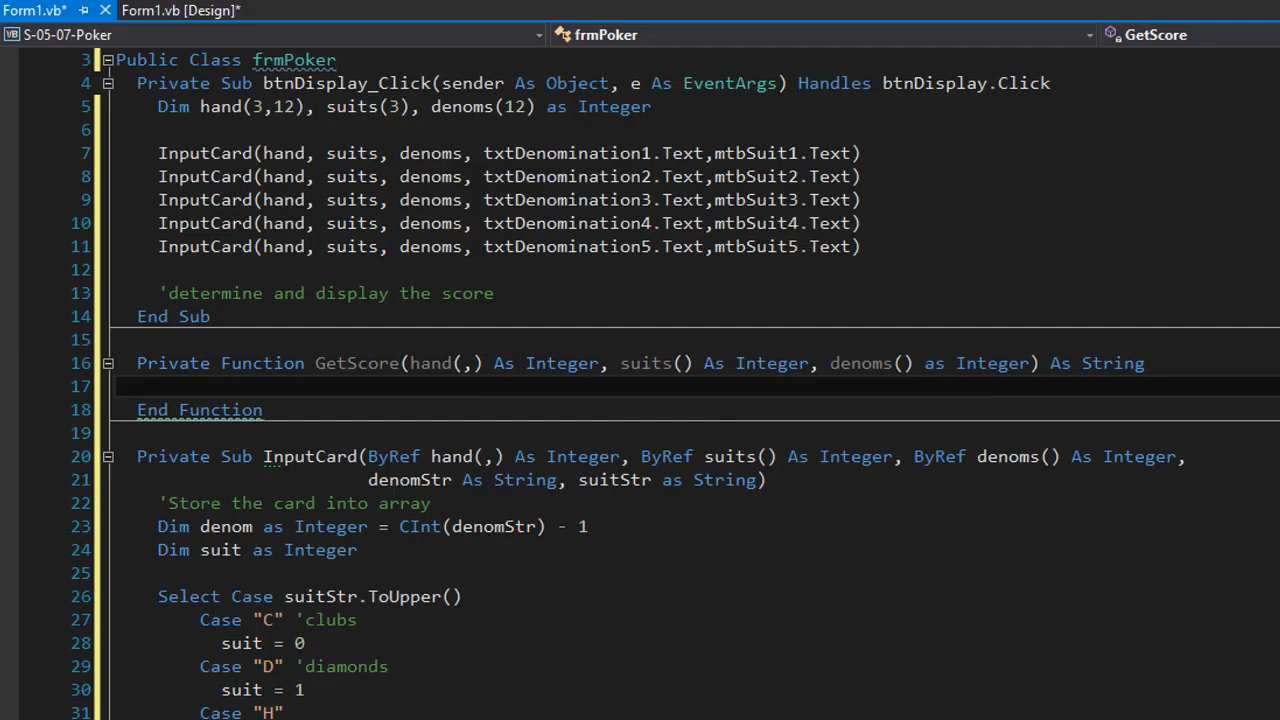 Form1.vb* Form1.vb [Design]*
VB S-05-07-Poker frmPoker GetScore
3 Public Class frmPoker
4 Private Sub btnDisplay_Click(sender As Object, e As EventArgs) Handles btnDisplay.Click
5 Dim hand(3,12), suits(3), denoms(12) as Integer
6
7 InputCard(hand, suits, denoms, txtDenomination1.Text,mtbSuit1.Text)
8 InputCard(hand, suits, denoms, txtDenomination2.Text,mtbSuit2.Text)
9 InputCard(hand, suits, denoms, txtDenomination3.Text,mtbSuit3.Text)
10 InputCard(hand, suits, denoms, txtDenomination4.Text,mtbSuit4.Text)
11 InputCard(hand, suits, denoms, txtDenomination5.Text,mtbSuit5.Text)
12
13 'determine and display the score
14 End Sub
15
16 Private Function GetScore(hand(,) As Integer, suits() As Integer, denoms() as Integer) As String
17
18 End Function
19
20 Private Sub InputCard(ByRef hand(,) As Integer, ByRef suits() As Integer, ByRef denoms() As Integer,
21 denomStr As String, suitStr as String)
22 'Store the card into array
23 Dim denom as Integer = CInt(denomStr) - 1
24 Dim suit as Integer
25
26 Select Case suitStr.ToUpper()
27 Case "C" 'clubs
28 suit = 0
29 Case "D" 'diamonds
30 suit = 1
31 Case "H"